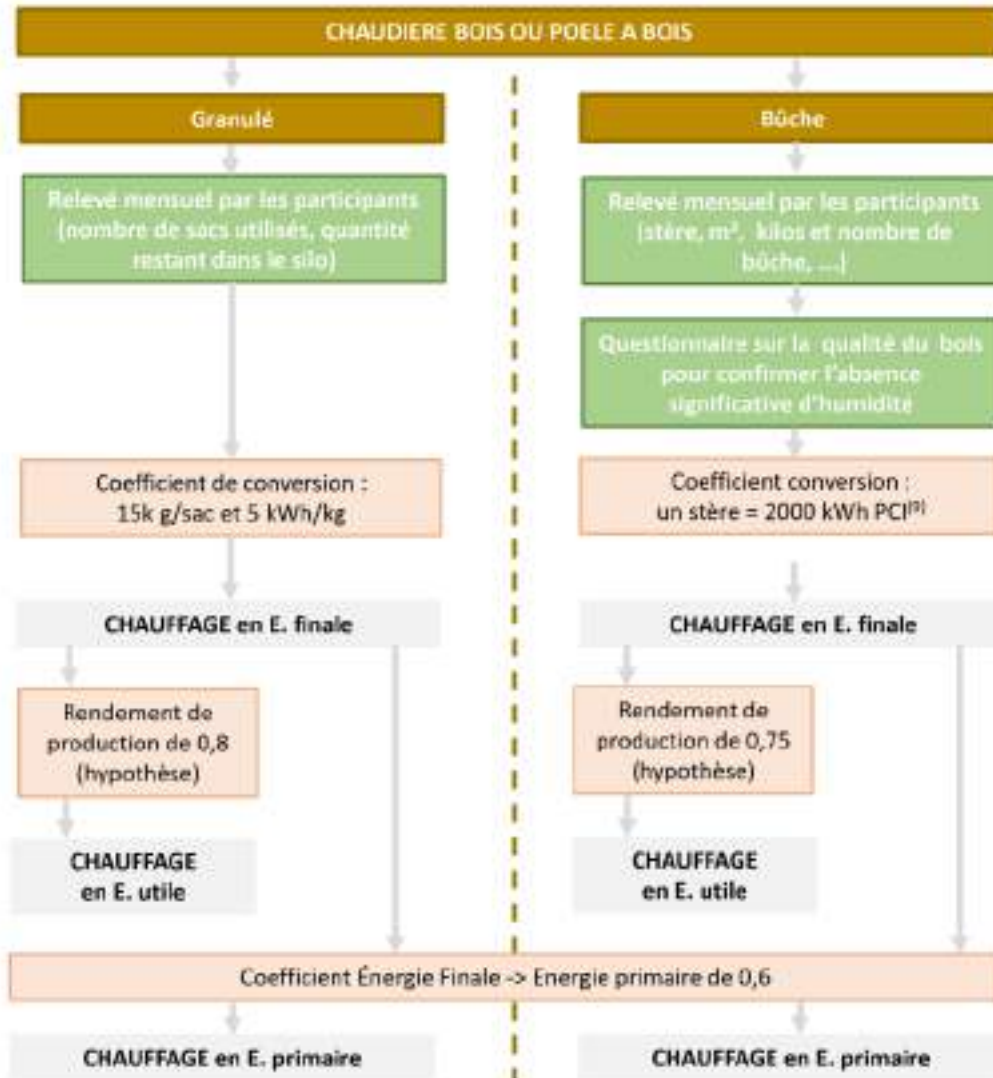 CHAUDIERE BOIS OU POELE A BOIS
Granulé
Relevé mensuel par les participants
(nombre de sacs utilisés, quantité
restant dans le silo)
Coefficient de conversion :
15k g/sac et 5 kWh/kg
CHAUFFAGE en E. finale
Rendement de
production de 0,8
(hypothèse)
CHAUFFAGE
en E. utile
Bûche
Relevé mensuel par les participants
(stère, m³, kilos et nombre de
bûche, ....)
Questionnaire sur la qualité du bois
pour confirmer l'absence
significative d'humidité
Coefficient conversion :
un stère = 2000 kWh PCI
CHAUFFAGE en E. finale
Rendement de
production de 0,75
(hypothèse)
CHAUFFAGE
en E. utile
Coefficient Énergie Finale -> Energie primaire de 0,6
CHAUFFAGE en E. primaire
CHAUFFAGE en E. primaire